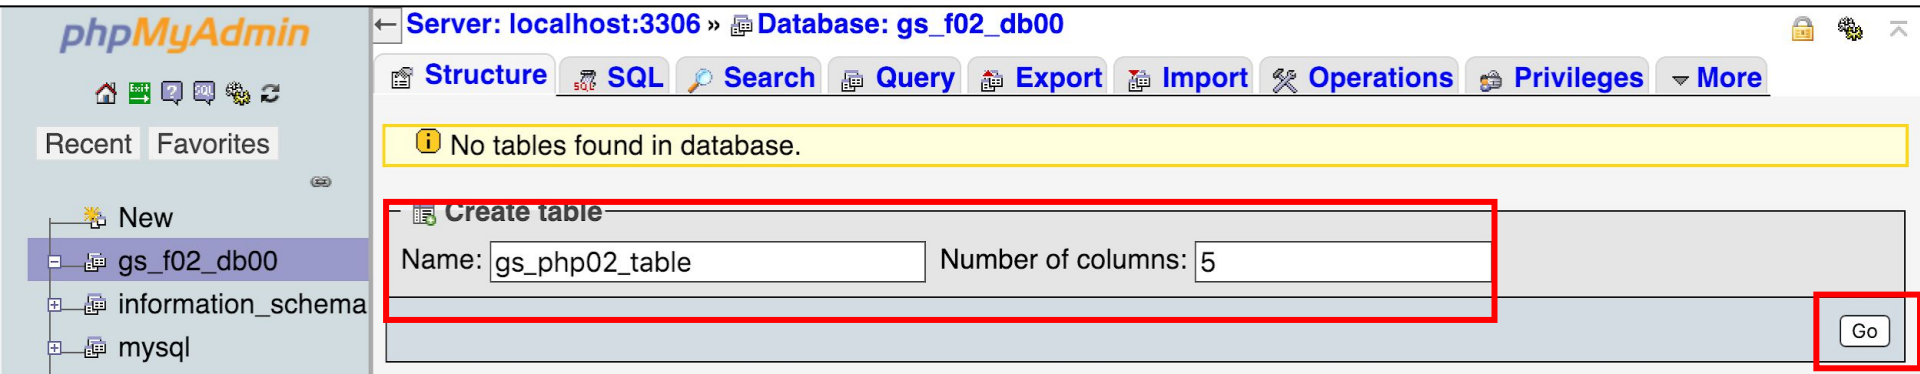 phpMyAdmin
Recent Favorites
New
gs_f02_db00
information_schema
mysql
← Server: localhost:3306 » Database: gs_f02_db00
Structure SQL Search Query Export Import Operations Privileges More
No tables found in database.
Create table
Name: gs_php02_table Number of columns: 5
Go